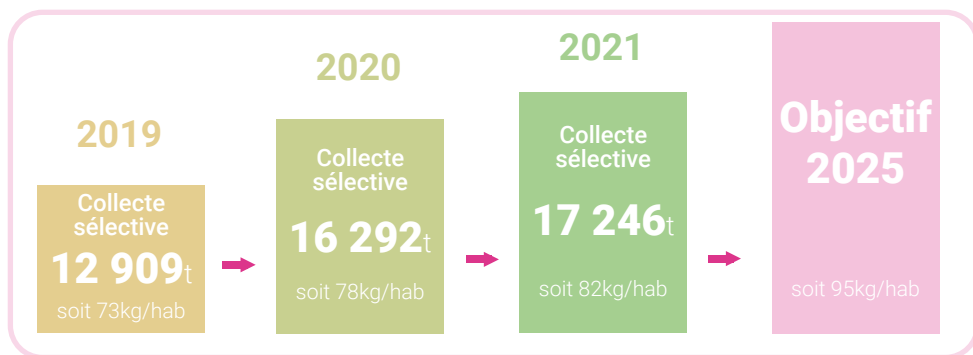 2019
Collecte
sélective
12 909t
soit 73kg/hab
2020
Collecte
sélective
16 292t
soit 78kg/hab
2021
Collecte
sélective
17 246t
soit 82kg/hab
Objectif
2025
soit 95kg/hab